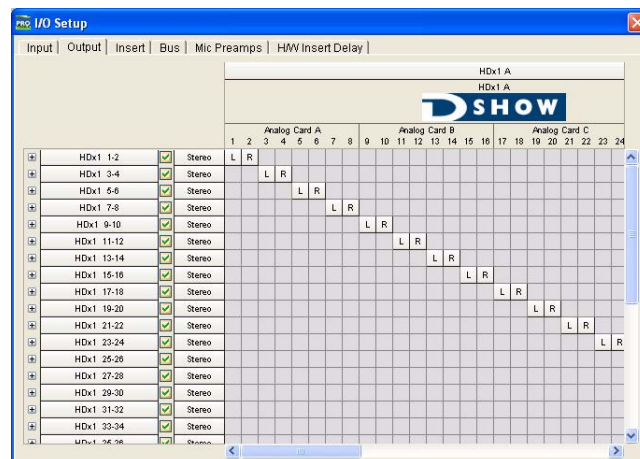 PRO I/O Setup
Input Output Insert Bus Mic Preamps H/W Insert Delay
HDx1 A
HDx1 A
D SHOW
Analog Card A Analog Card B Analog Card C
1 2 3 4 5 6 7 8 9 10 11 12 13 14 15 16 17 18 19 20 21 22 23 24
HDx1 1-2 Stereo L R
HDx1 3-4 Stereo L R
HDx1 5-6 Stereo L R
HDx1 7-8 Stereo L R
HDx1 9-10 Stereo L R
HDx1 11-12 Stereo L R
HDx1 13-14 Stereo L R
HDx1 15-16 Stereo L R
HDx1 17-18 Stereo L R
HDx1 19-20 Stereo L R
HDx1 21-22 Stereo L R
HDx1 23-24 Stereo L R
HDx1 25-26 Stereo
HDx1 27-28 Stereo
HDx1 29-30 Stereo
HDx1 31-32 Stereo
HDx1 33-34 Stereo
HDx1 Stereo